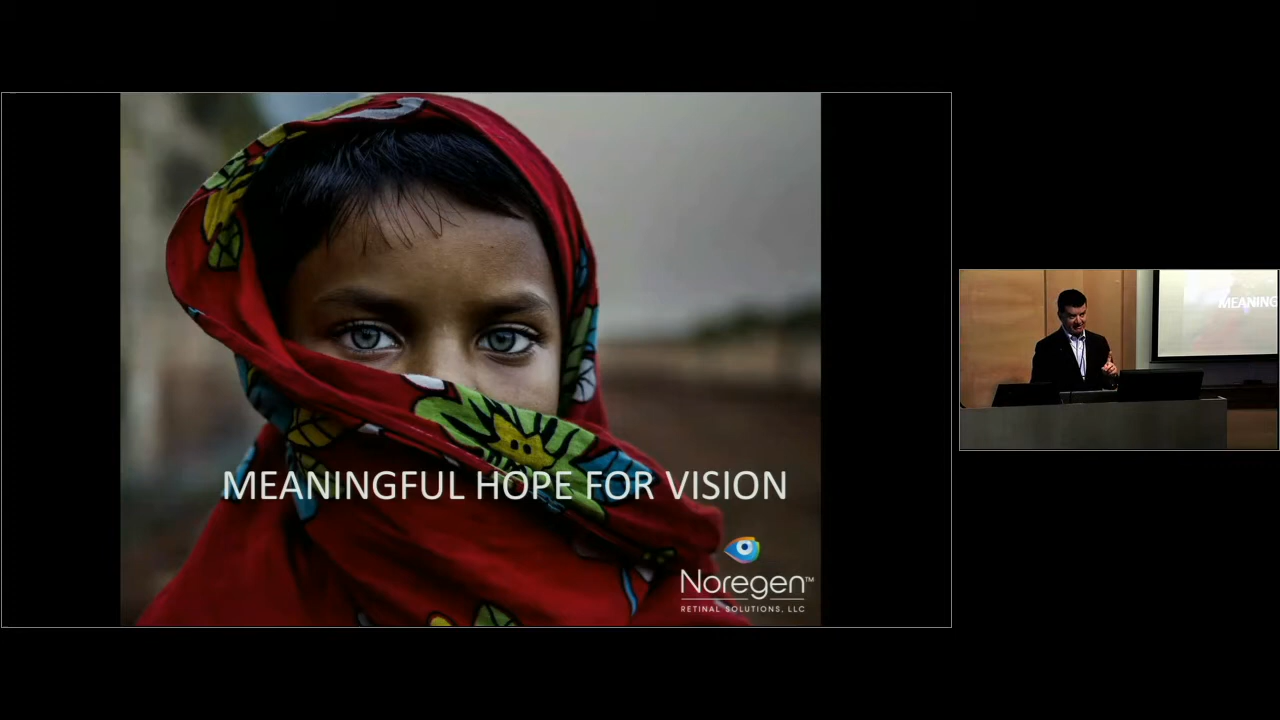 MEANINGFUL HOPE FOR VISION
Noregen™
RETINAL SOLUTIONS, LLC
MEANING